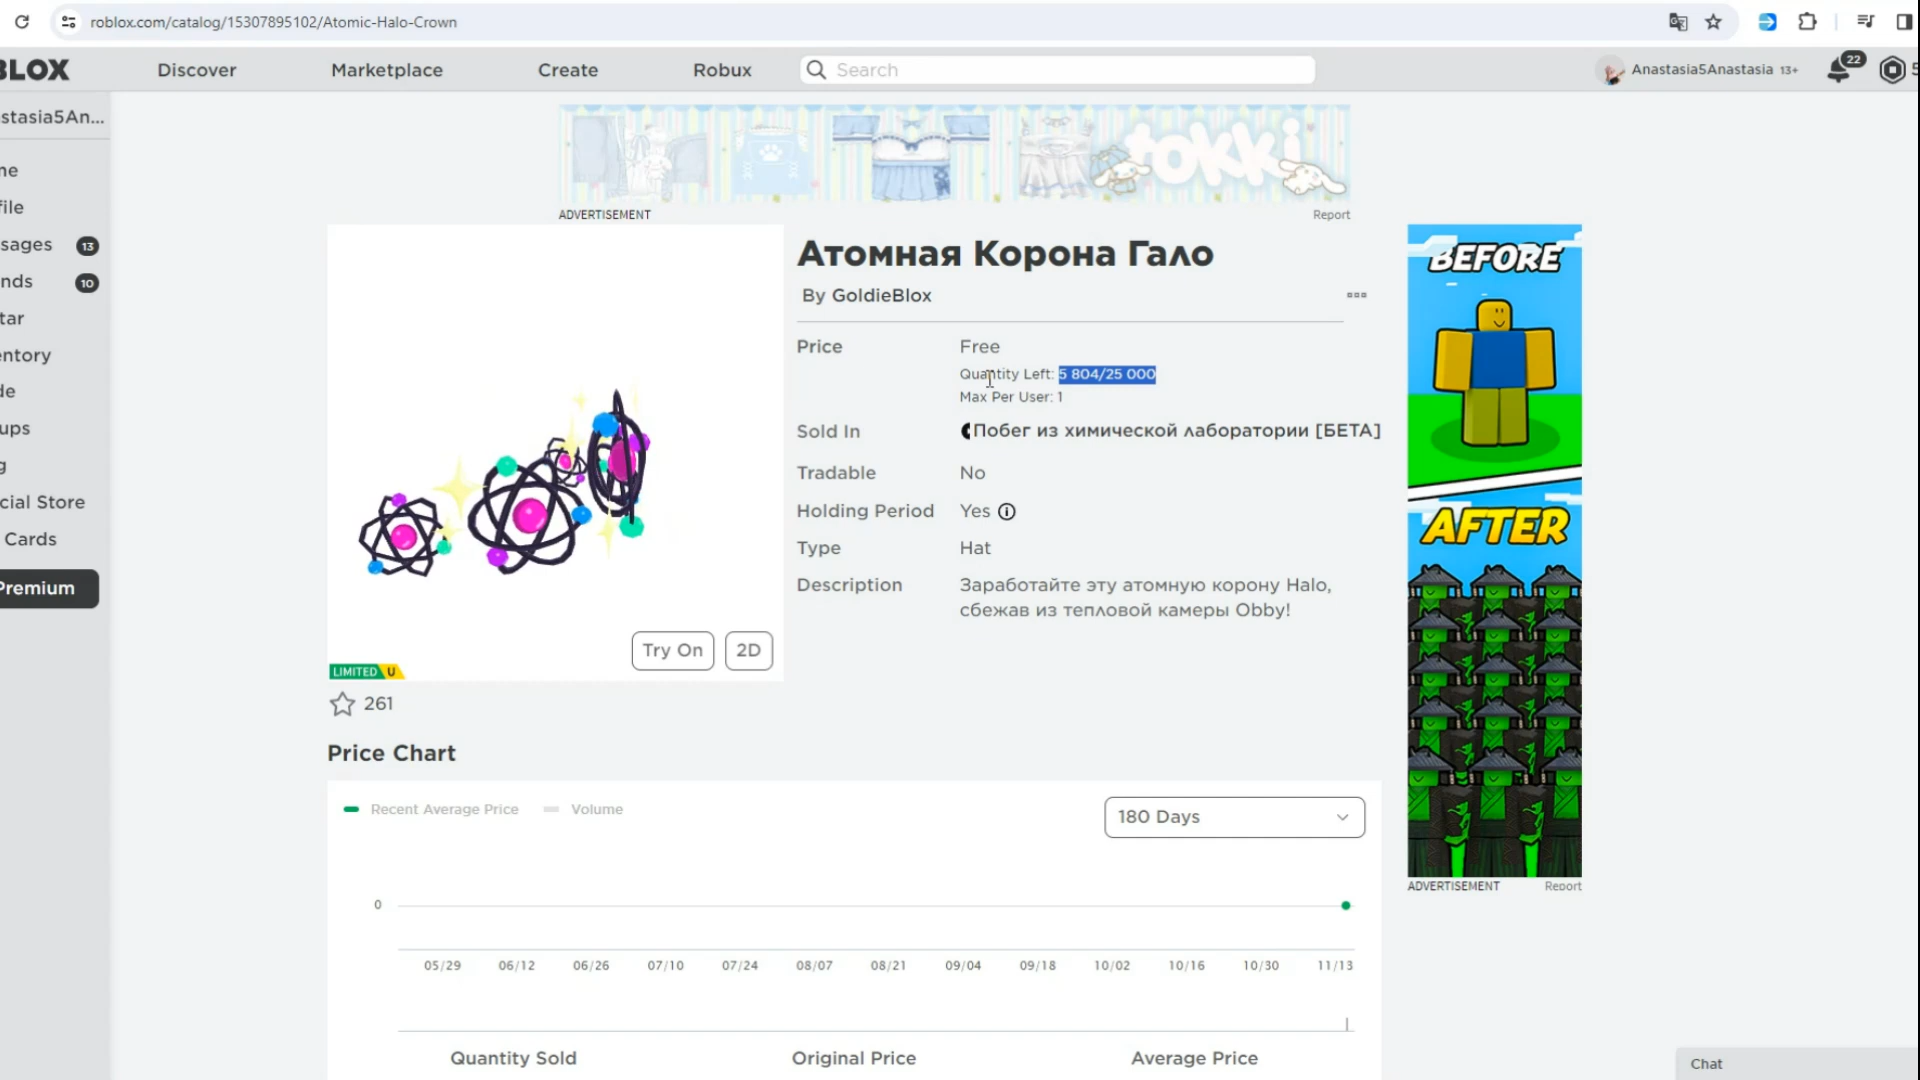 roblox.com/catalog/15307895102/Atomic-Halo-Crown
BLOX
Discover
Marketplace
Create
Robux
Search
Anastasia5Anastasia 13+
22
5
stasia5An...
ne
file
sages 13
nds 10
tar
entory
de
ups
g
cial Store
Cards
Premium
tokki
ADVERTISEMENT
Report
Атомная Корона Гало
By GoldieBlox
Price
Free
Quantity Left: 5 804/25 000
Max Per User: 1
Sold In
Побег из химической лаборатории [БЕТА]
Tradable
No
Holding Period
Yes
Type
Hat
Description
Заработайте эту атомную корону Halo,
сбежав из тепловой камеры Obby!
Try On
2D
LIMITED U
261
BEFORE
AFTER
ADVERTISEMENT
Report
Price Chart
Recent Average Price
Volume
180 Days
0
05/29 06/12 06/26 07/10 07/24 08/07 08/21 09/04 09/18 10/02 10/16 10/30 11/13
Quantity Sold
Original Price
Average Price
Chat